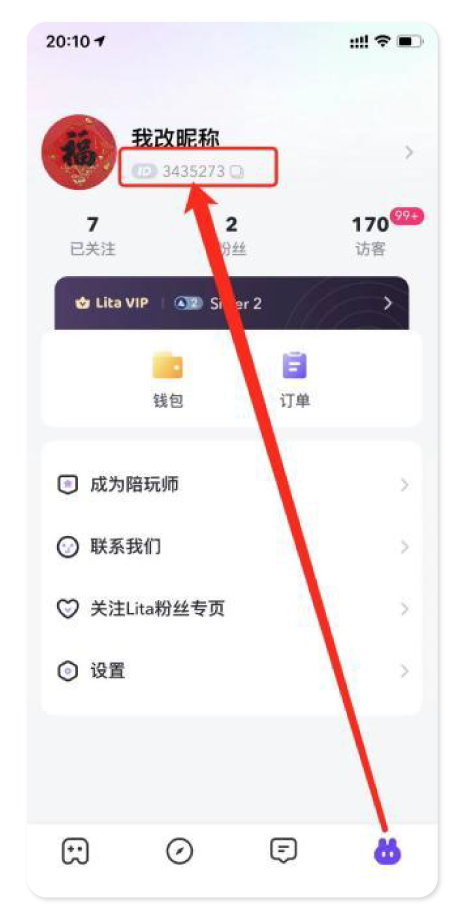 20:10
福
我改昵称
ID 3435273
7
已关注
2
粉丝
170
99+
访客
Lita VIP
2
Silver 2
钱包
订单
成为陪玩师
联系我们
关注Lita粉丝专页
设置